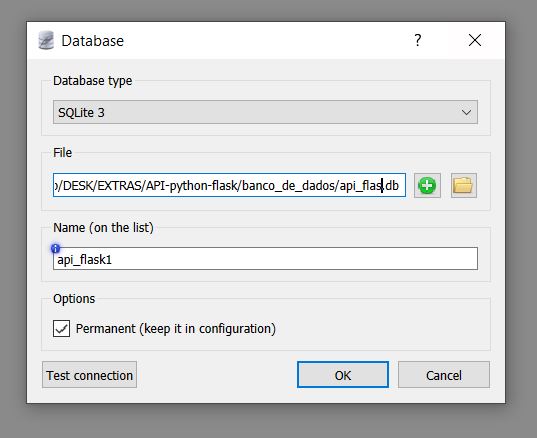 Database
Database type
SQLite 3
File
o/DESK/EXTRAS/API-python-flask/banco_de_dados/api_flas.db
Name (on the list)
api_flask1
Options
Permanent (keep it in configuration)
Test connection
OK
Cancel